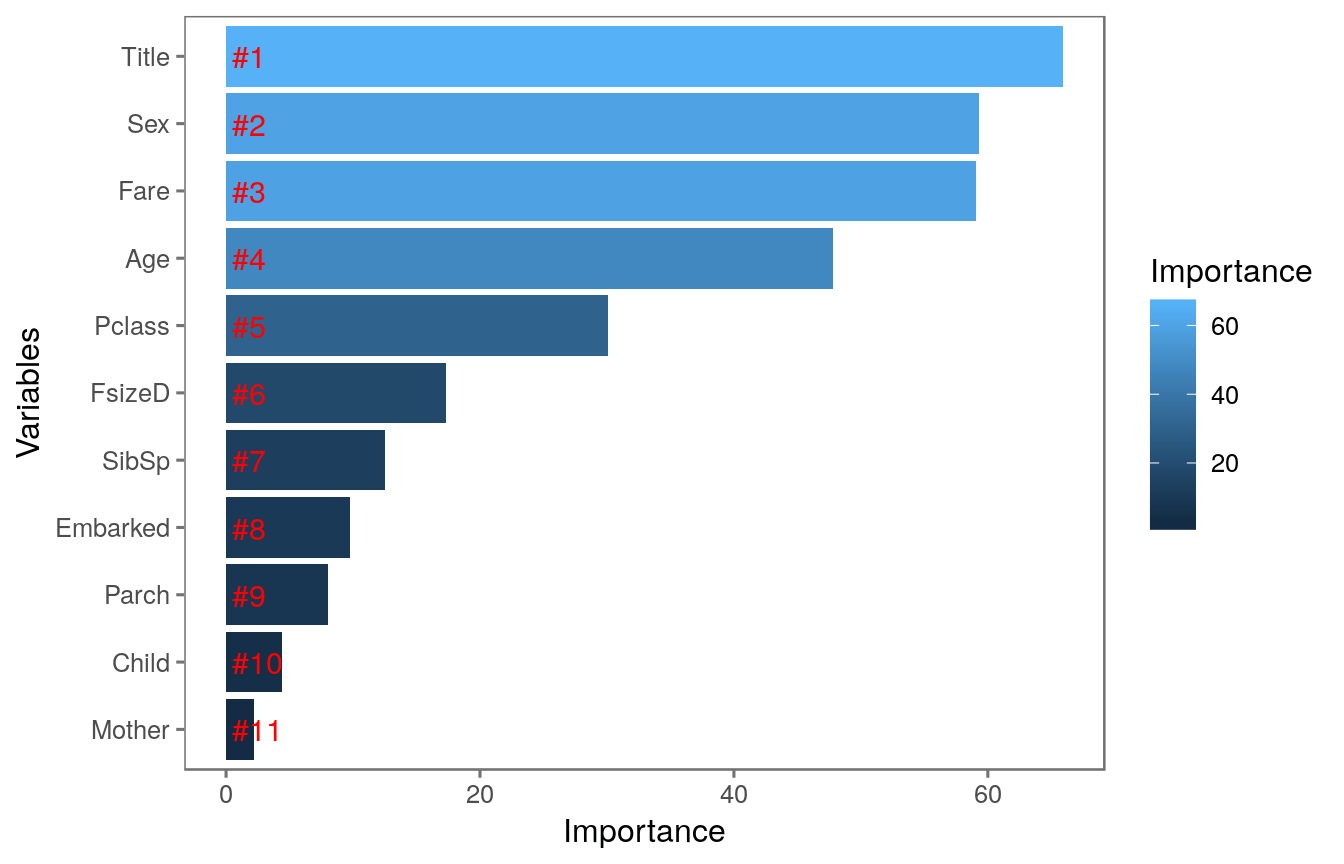 Title #1
Sex #2
Fare #3
Age #4
Pclass #5
FsizeD #6
SibSp #7
Embarked #8
Parch #9
Child #10
Mother #11
Variables
0 20 40 60
Importance
Importance
60
40
20